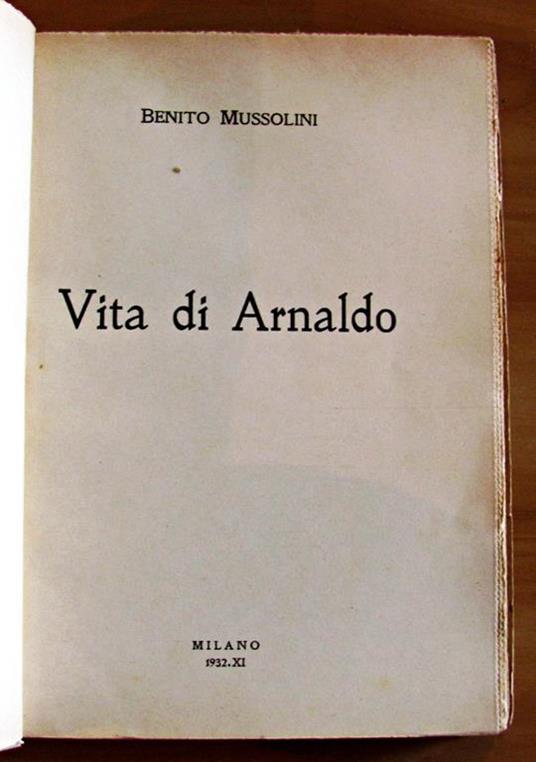 BENITO MUSSOLINI
Vita di Arnaldo
MILANO
1932.XI